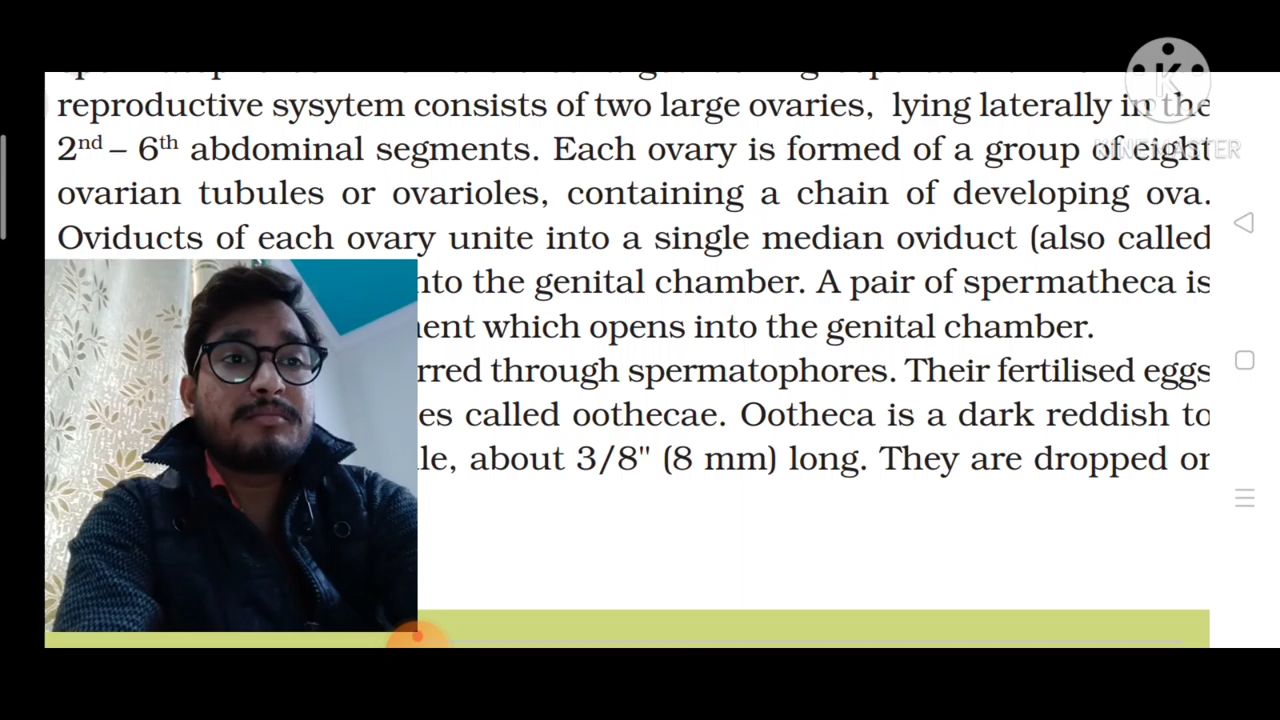 reproductive sysytem consists of two large ovaries, lying laterally in the
2nd – 6th abdominal segments. Each ovary is formed of a group of eight
ovarian tubules or ovarioles, containing a chain of developing ova.
Oviducts of each ovary unite into a single median oviduct (also called
nto the genital chamber. A pair of spermatheca is
ent which opens into the genital chamber.
rred through spermatophores. Their fertilised eggs
es called oothecae. Ootheca is a dark reddish to
le, about 3/8" (8 mm) long. They are dropped or
K
KINEMASTER